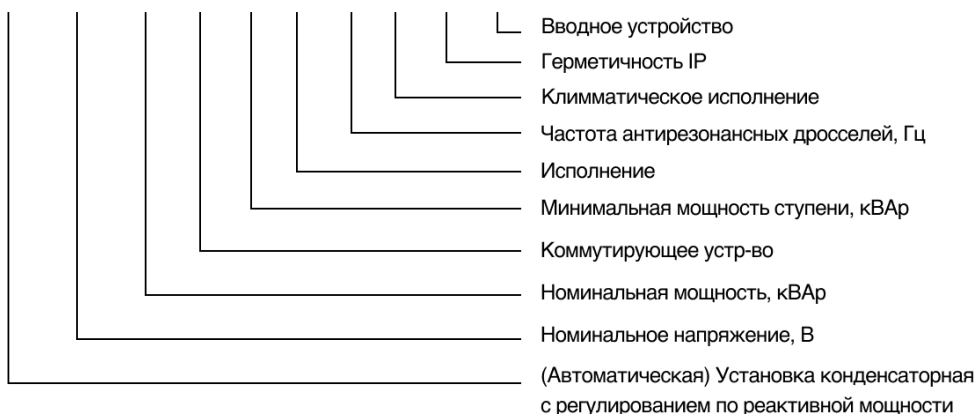 Вводное устройство
Герметичность IP
Климматическое исполнение
Частота антирезонансных дросселей, Гц
Исполнение
Минимальная мощность ступени, кВАр
Коммутирующее устр-во
Номинальная мощность, кВАр
Номинальное напряжение, В
(Автоматическая) Установка конденсаторная
с регулированием по реактивной мощности